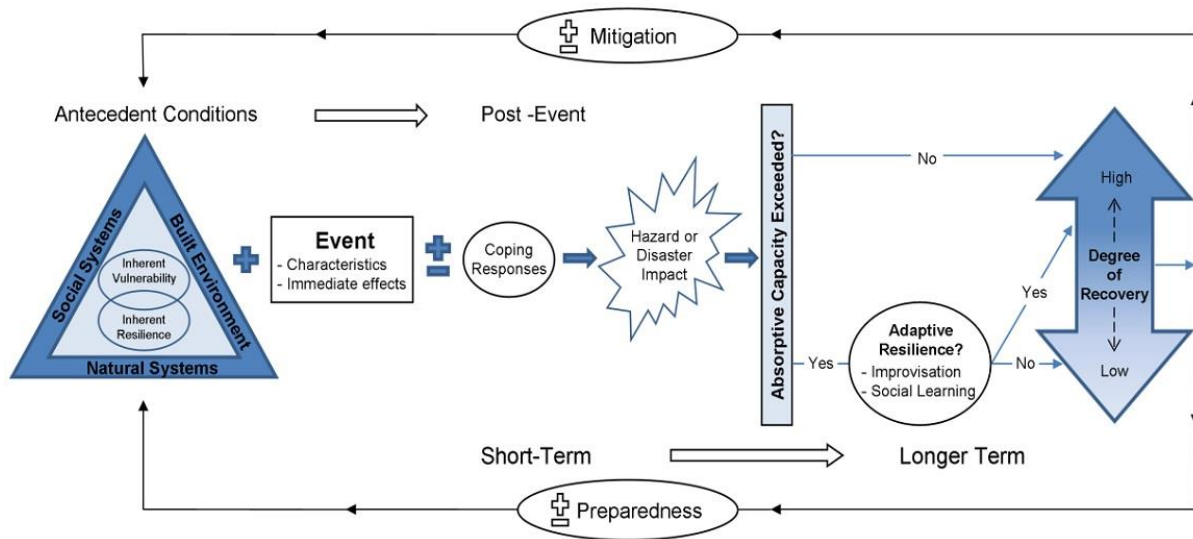 ± Mitigation
Antecedent Conditions
Post -Event
Social Systems
Built Environment
Natural Systems
Inherent
Vulnerability
Inherent
Resilience
+
Event
- Characteristics
- Immediate effects
+
−
Coping
Responses
Hazard or
Disaster
Impact
Absorptive Capacity Exceeded?
No
Yes
Adaptive
Resilience?
- Improvisation
- Social Learning
Yes
No
High
Degree
of
Recovery
Low
Short-Term
Longer Term
± Preparedness